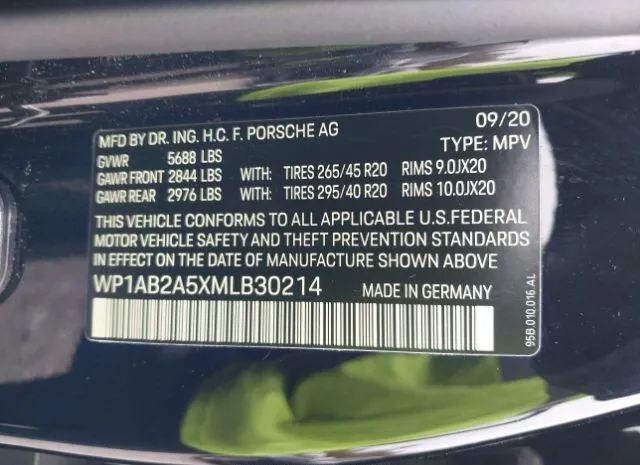 09/20
MFD BY DR. ING. H.C. F. PORSCHE AG
TYPE: MPV
GVWR 5688 LBS
GAWR FRONT 2844 LBS WITH: TIRES 265/45 R20 RIMS 9.0JX20
GAWR REAR 2976 LBS WITH: TIRES 295/40 R20 RIMS 10.0JX20
THIS VEHICLE CONFORMS TO ALL APPLICABLE U.S.FEDERAL
MOTOR VEHICLE SAFETY AND THEFT PREVENTION STANDARDS
IN EFFECT ON THE DATE OF MANUFACTURE SHOWN ABOVE
WP1AB2A5XMLB30214 MADE IN GERMANY
95B.010.016 AL